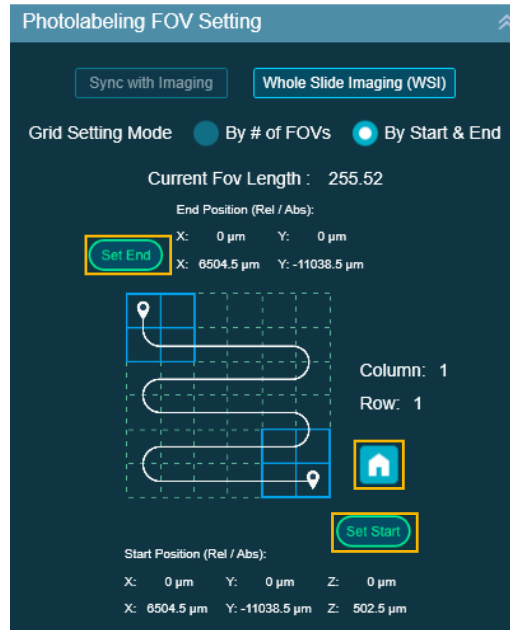 Photolabeling FOV Setting
Sync with Imaging Whole Slide Imaging (WSI)
Grid Setting Mode By # of FOVs By Start & End
Current Fov Length : 255.52
End Position (Rel / Abs):
Set End
X: 0 µm Y: 0 µm
X: 6504.5 µm Y: -11038.5 µm
Column: 1
Row: 1
Set Start
Start Position (Rel / Abs):
X: 0 µm Y: 0 µm Z: 0 µm
X: 6504.5 µm Y: -11038.5 µm Z: 502.5 µm